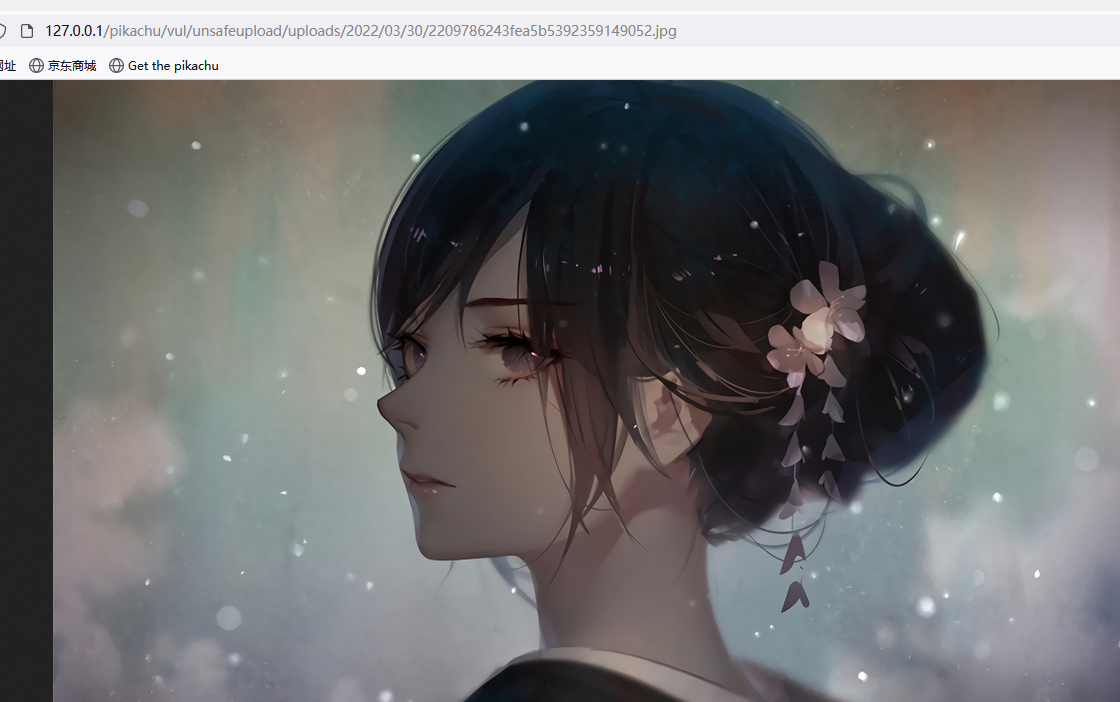 127.0.0.1/pikachu/vul/unsafeupload/uploads/2022/03/30/2209786243fea5b5392359149052.jpg
址 京东商城 Get the pikachu